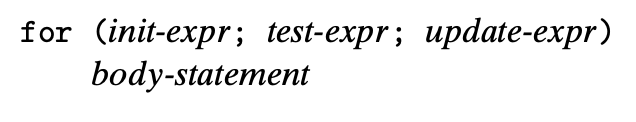 for (init-expr; test-expr; update-expr)
body-statement